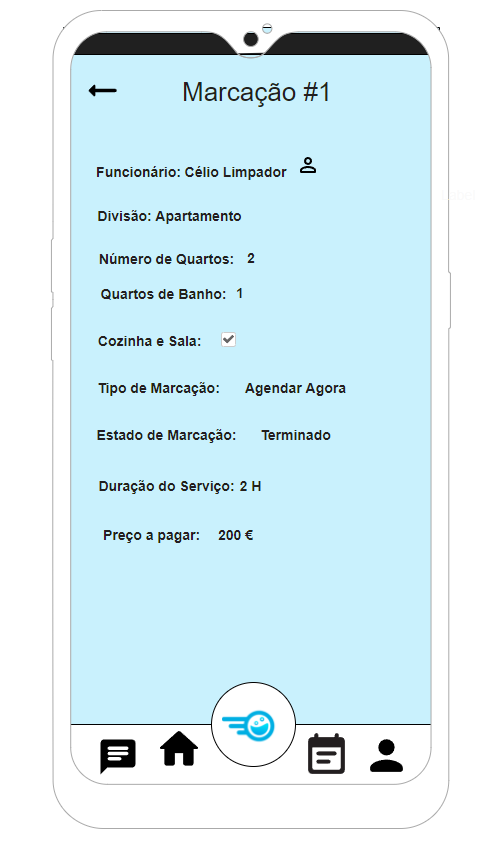 Marcação #1
Funcionário: Célio Limpador
Divisão: Apartamento
Número de Quartos: 2
Quartos de Banho: 1
Cozinha e Sala:
Tipo de Marcação: Agendar Agora
Estado de Marcação: Terminado
Duração do Serviço: 2 H
Preço a pagar: 200 €